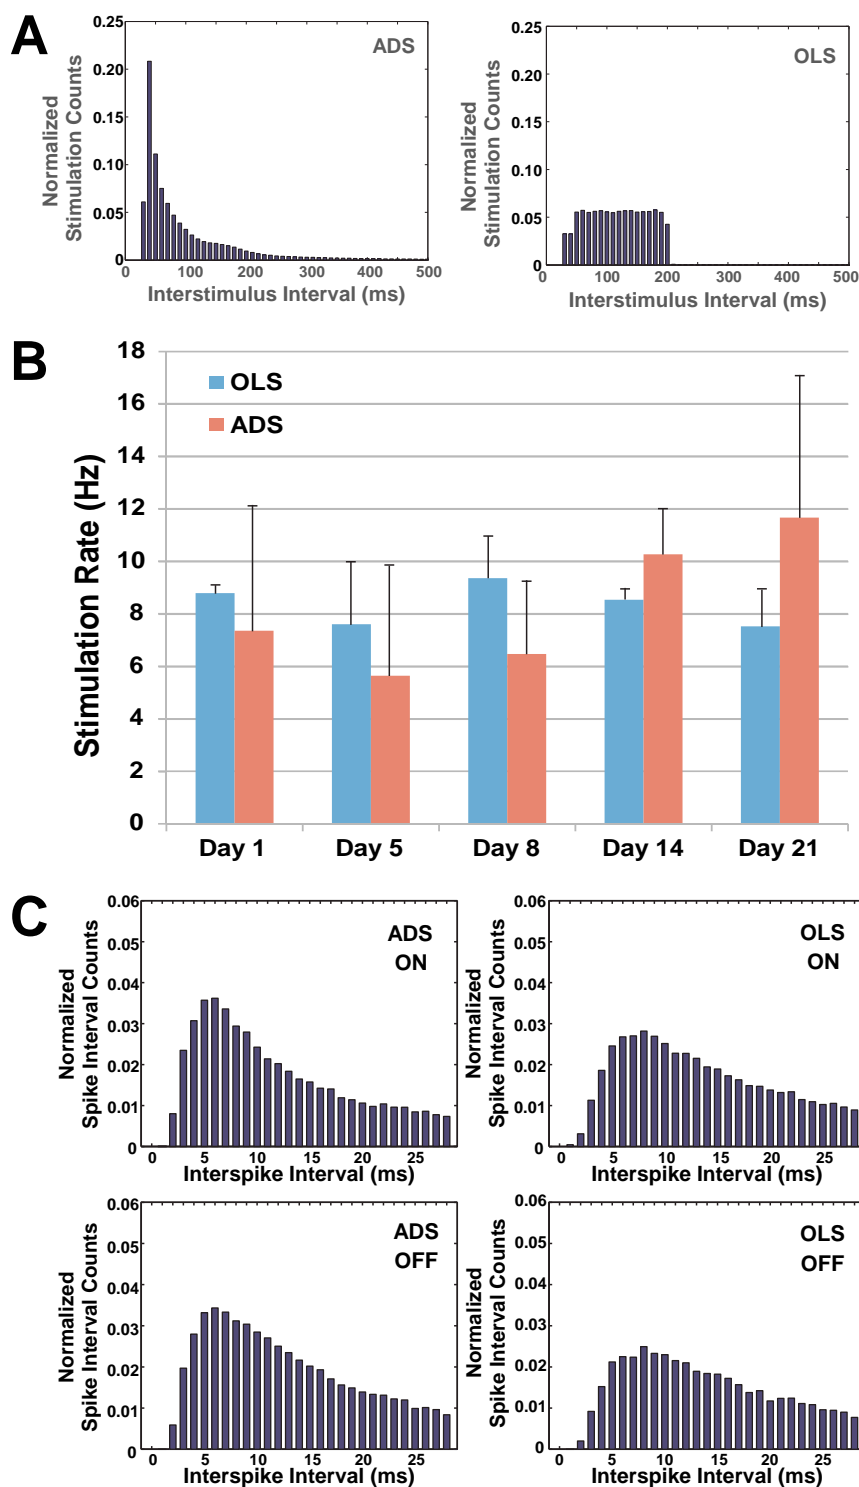 A
ADS
0.25
0.20
0.15
0.10
0.05
0
Normalized
Stimulation Counts
0 100 200 300 400 500
Interstimulus Interval (ms)
OLS
0.25
0.20
0.15
0.10
0.05
0
Normalized
Stimulation Counts
0 100 200 300 400 500
Interstimulus Interval (ms)
B
OLS
ADS
18
16
14
12
10
8
6
4
2
0
Stimulation Rate (Hz)
Day 1 Day 5 Day 8 Day 14 Day 21
C
ADS
ON
0.06
0.05
0.04
0.03
0.02
0.01
0
Normalized
Spike Interval Counts
0 5 10 15 20 25
Interspike Interval (ms)
OLS
ON
0.06
0.05
0.04
0.03
0.02
0.01
0
Normalized
Spike Interval Counts
0 5 10 15 20 25
Interspike Interval (ms)
ADS
OFF
0.06
0.05
0.04
0.03
0.02
0.01
0
Normalized
Spike Interval Counts
0 5 10 15 20 25
Interspike Interval (ms)
OLS
OFF
0.06
0.05
0.04
0.03
0.02
0.01
0
Normalized
Spike Interval Counts
0 5 10 15 20 25
Interspike Interval (ms)